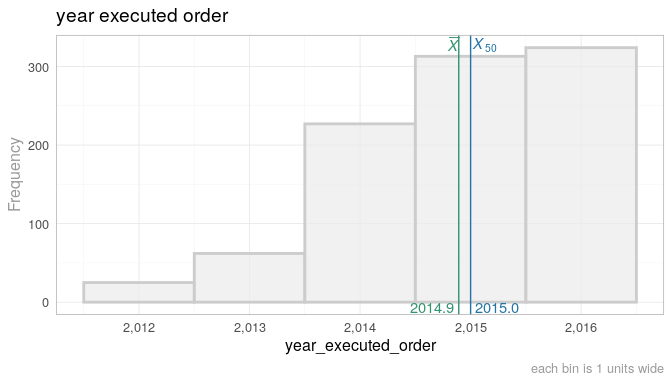 year executed order
X̅ X₅₀
300
200
100
0
Frequency
2014.9 2015.0
2,012 2,013 2,014 2,015 2,016
year_executed_order
each bin is 1 units wide